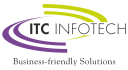 ITC INFOTECH
Business-friendly Solutions